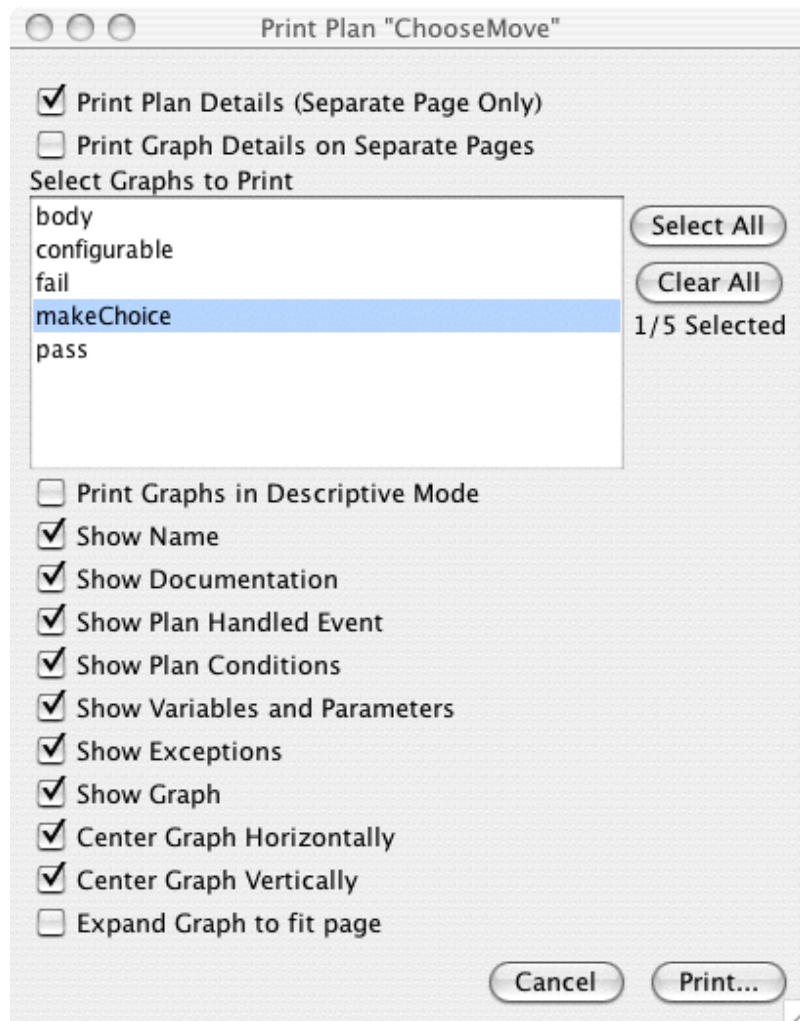 Print Plan "ChooseMove"
Print Plan Details (Separate Page Only)
Print Graph Details on Separate Pages
Select Graphs to Print
body
configurable
fail
makeChoice
pass
Select All
Clear All
1/5 Selected
Print Graphs in Descriptive Mode
Show Name
Show Documentation
Show Plan Handled Event
Show Plan Conditions
Show Variables and Parameters
Show Exceptions
Show Graph
Center Graph Horizontally
Center Graph Vertically
Expand Graph to fit page
Cancel
Print...